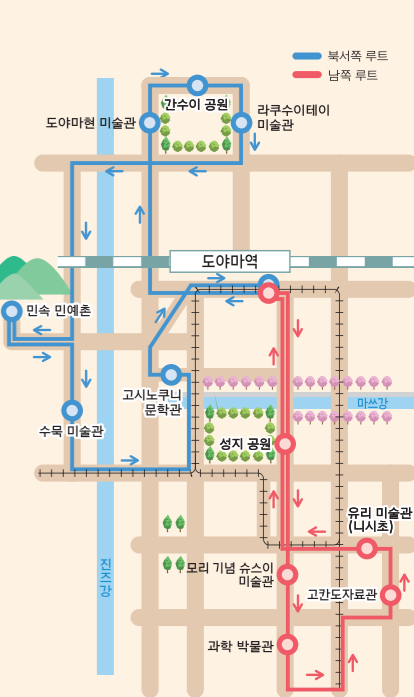 북서쪽 루트
남쪽 루트
간수이 공원
도야마현 미술관
라쿠수이테이
미술관
도야마역
민속 민예촌
고시노쿠니
문학관
마쓰강
수묵 미술관
성지 공원
유리 미술관
(니시초)
진즈강
모리 기념 슈스이
미술관
고칸도자료관
과학 박물관